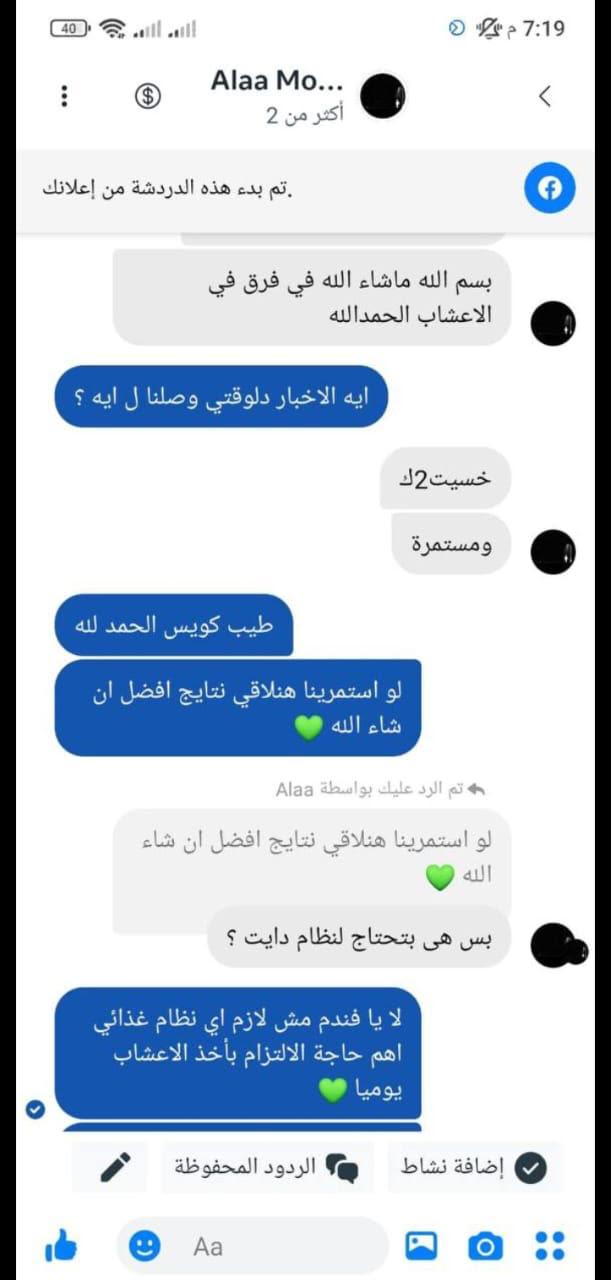 40
7:19 م
Alaa Mo...
أكثر من 2
تم بدء هذه الدردشة من إعلانك.
بسم الله ماشاء الله في فرق في
الاعشاب الحمدالله
ايه الاخبار دلوقتي وصلنا ل ايه ؟
خسيت2ك
ومستمرة
طيب كويس الحمد لله
لو استمرينا هنلاقي نتايج افضل ان
شاء الله 💚
تم الرد عليك بواسطة Alaa
لو استمرينا هنلاقي نتايج افضل ان شاء
الله 💚
بس هى بتحتاج لنظام دايت ؟
لا يا فندم مش لازم اي نظام غذائي
اهم حاجة الالتزام بأخذ الاعشاب
يوميا 💚
إضافة نشاط
الردود المحفوظة
Aa